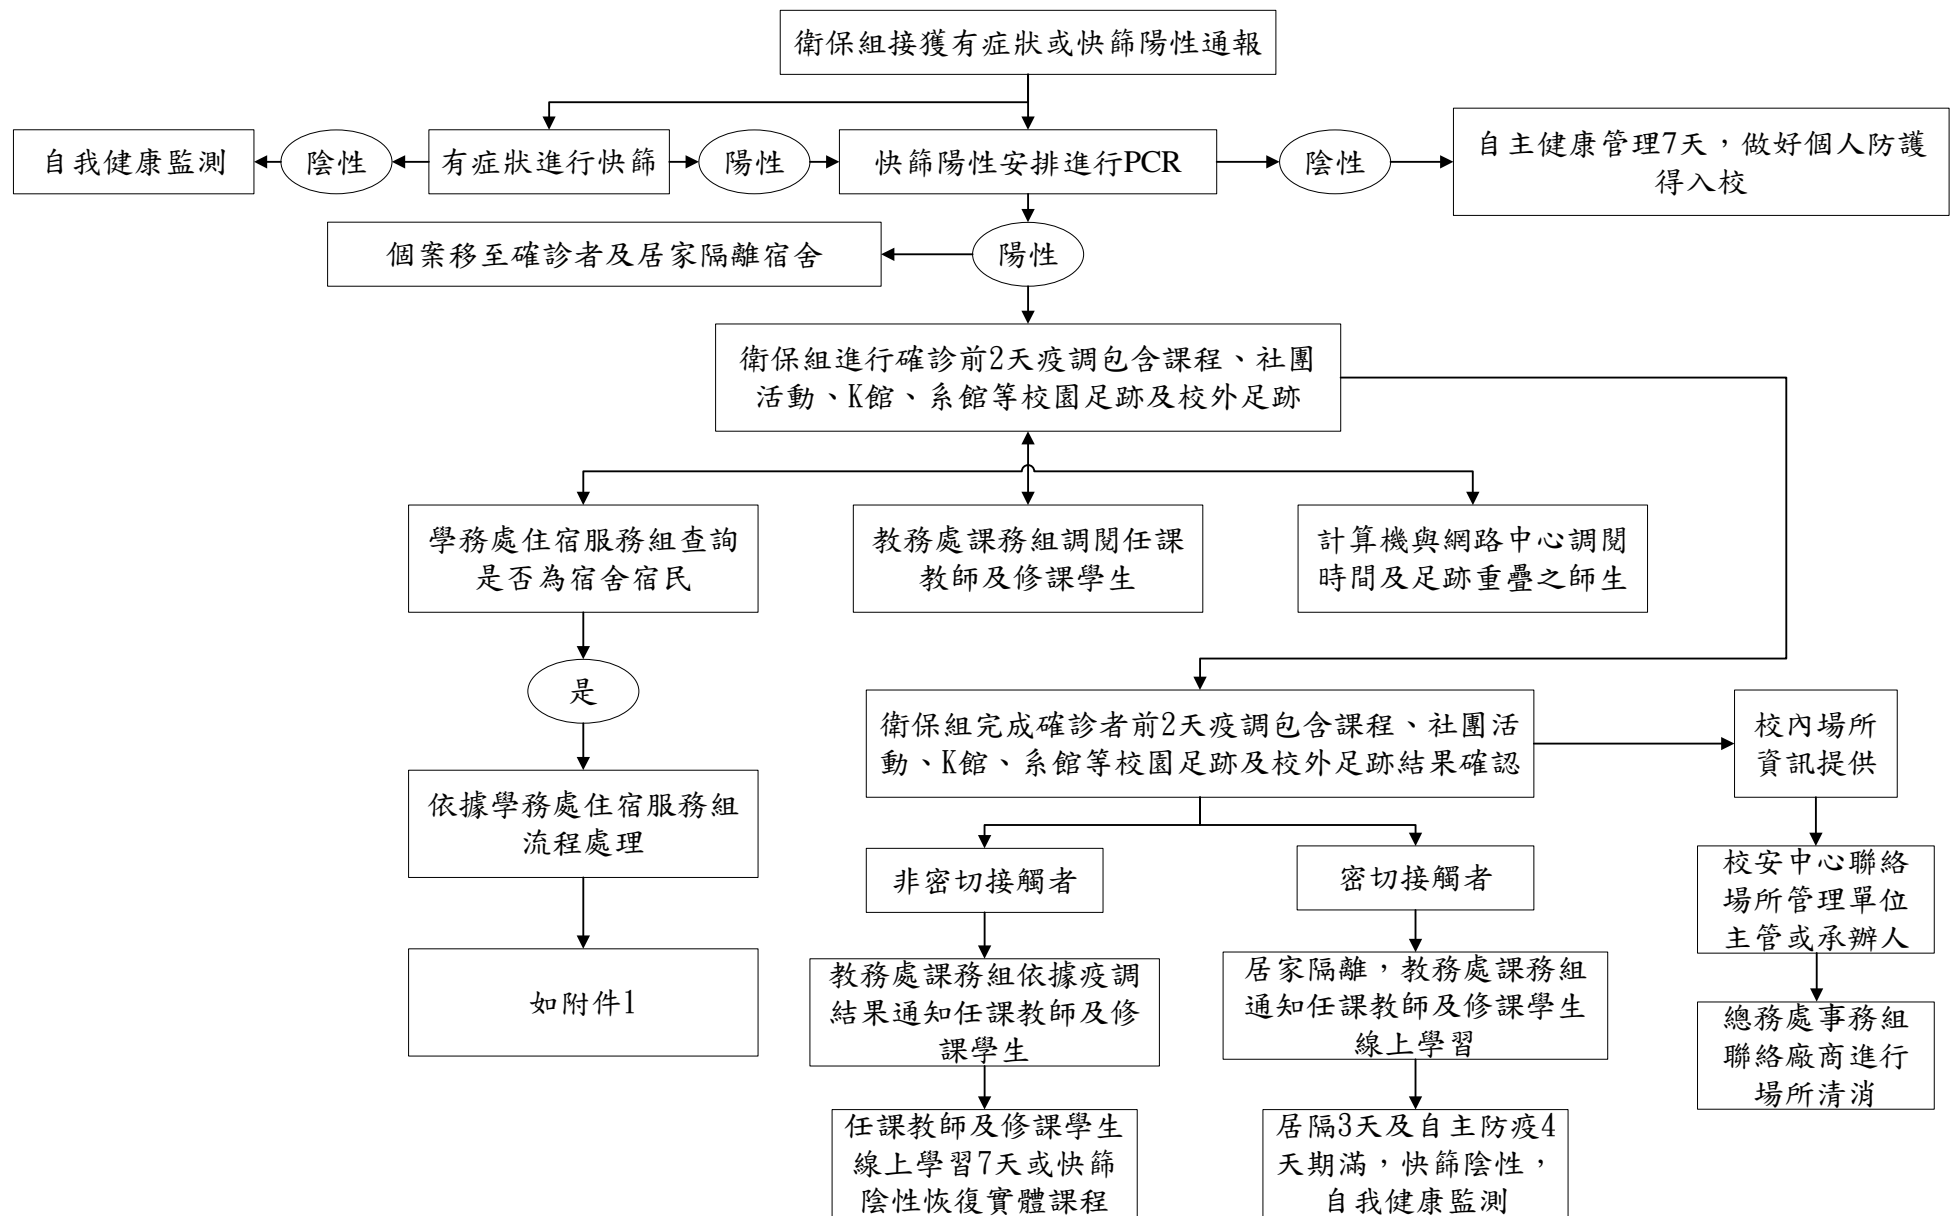 衛保組接獲有症狀或快篩陽性通報
自我健康監測
陰性
有症狀進行快篩
陽性
快篩陽性安排進行PCR
陰性
自主健康管理7天，做好個人防護
得入校
個案移至確診者及居家隔離宿舍
陽性
衛保組進行確診前2天疫調包含課程、社團
活動、K館、系館等校園足跡及校外足跡
學務處住宿服務組查詢
是否為宿舍宿民
教務處課務組調閱任課
教師及修課學生
計算機與網路中心調閱
時間及足跡重疊之師生
是
依據學務處住宿服務組
流程處理
如附件1
衛保組完成確診者前2天疫調包含課程、社團活
動、K館、系館等校園足跡及校外足跡結果確認
校內場所
資訊提供
非密切接觸者
密切接觸者
校安中心聯絡
場所管理單位
主管或承辦人
教務處課務組依據疫調
結果通知任課教師及修
課學生
居家隔離，教務處課務組
通知任課教師及修課學生
線上學習
總務處事務組
聯絡廠商進行
場所清消
任課教師及修課學生
線上學習7天或快篩
陰性恢復實體課程
居隔3天及自主防疫4
天期滿，快篩陰性，
自我健康監測